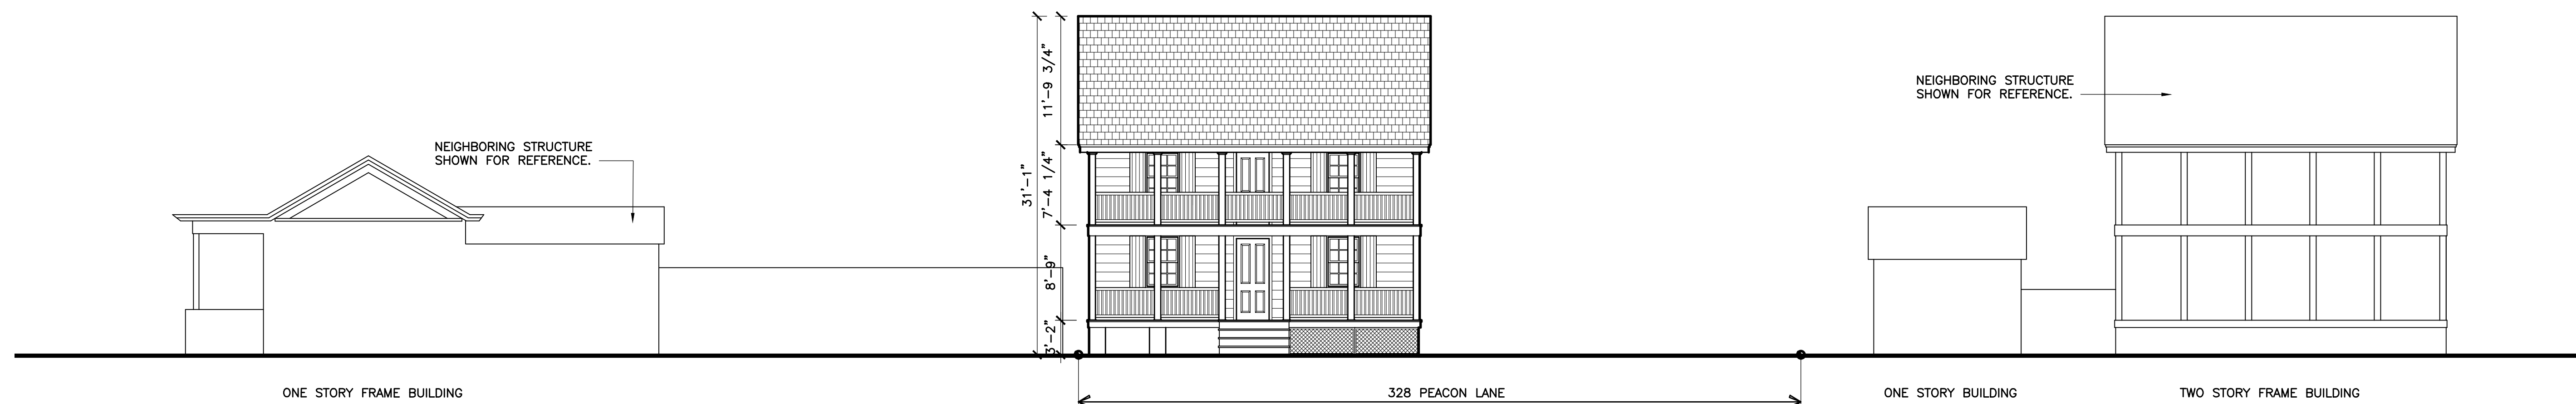 NEIGHBORING STRUCTURE
SHOWN FOR REFERENCE.
31'-1"
11'-9 3/4"
7'-4 1/4"
8'-9"
3'-2"
NEIGHBORING STRUCTURE
SHOWN FOR REFERENCE.
ONE STORY FRAME BUILDING
328 PEACON LANE
ONE STORY BUILDING
TWO STORY FRAME BUILDING